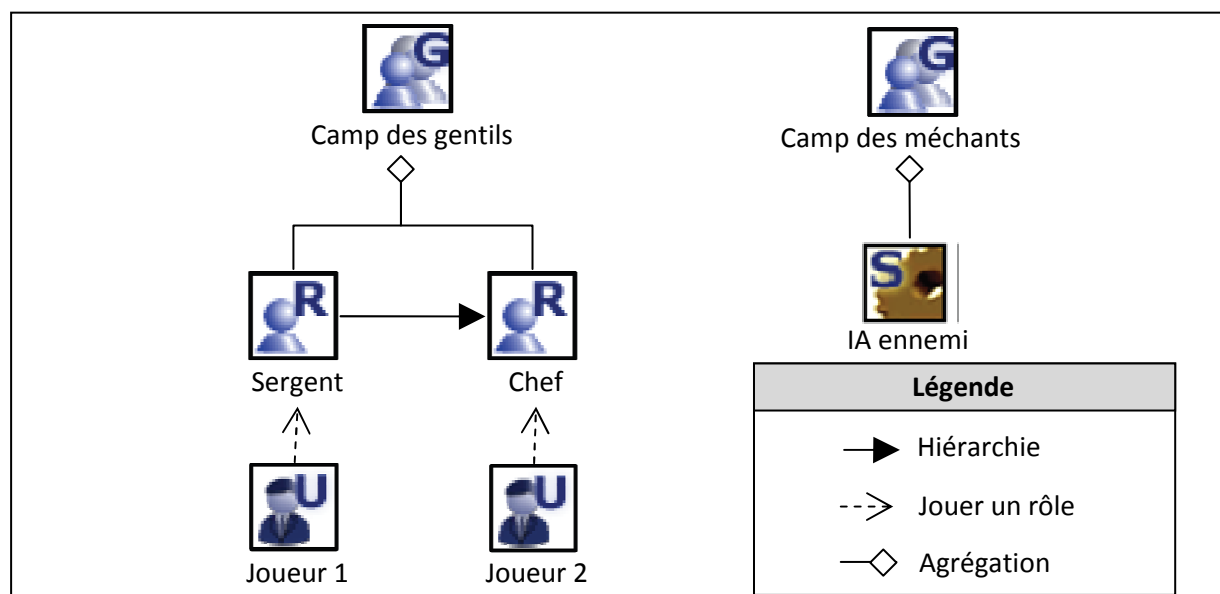 G
G
Camp des gentils
Camp des méchants
R
R
S
Sergent
Chef
IA ennemi
U
U
Joueur 1
Joueur 2
Légende
Hiérarchie
Jouer un rôle
Agrégation